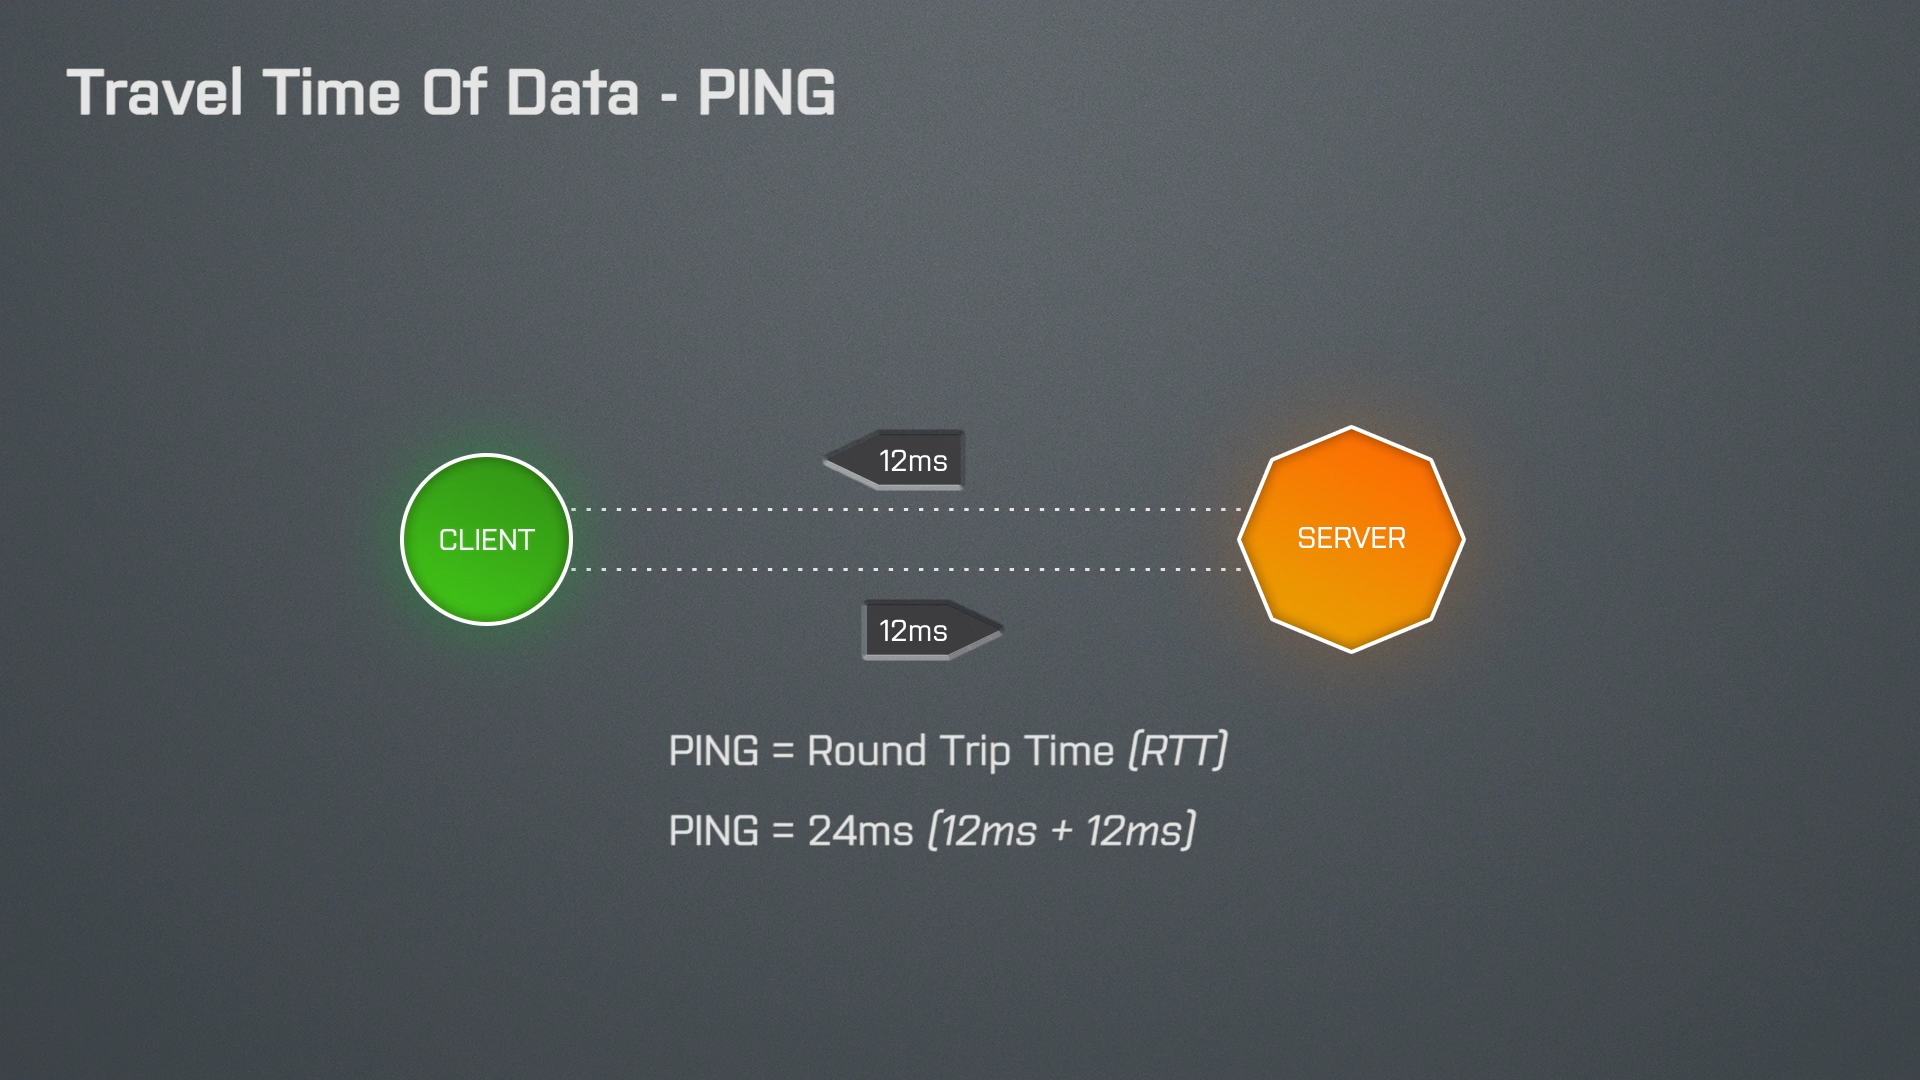 Travel Time Of Data - PING
12ms
CLIENT
SERVER
12ms
PING = Round Trip Time (RTT)
PING = 24ms (12ms + 12ms)